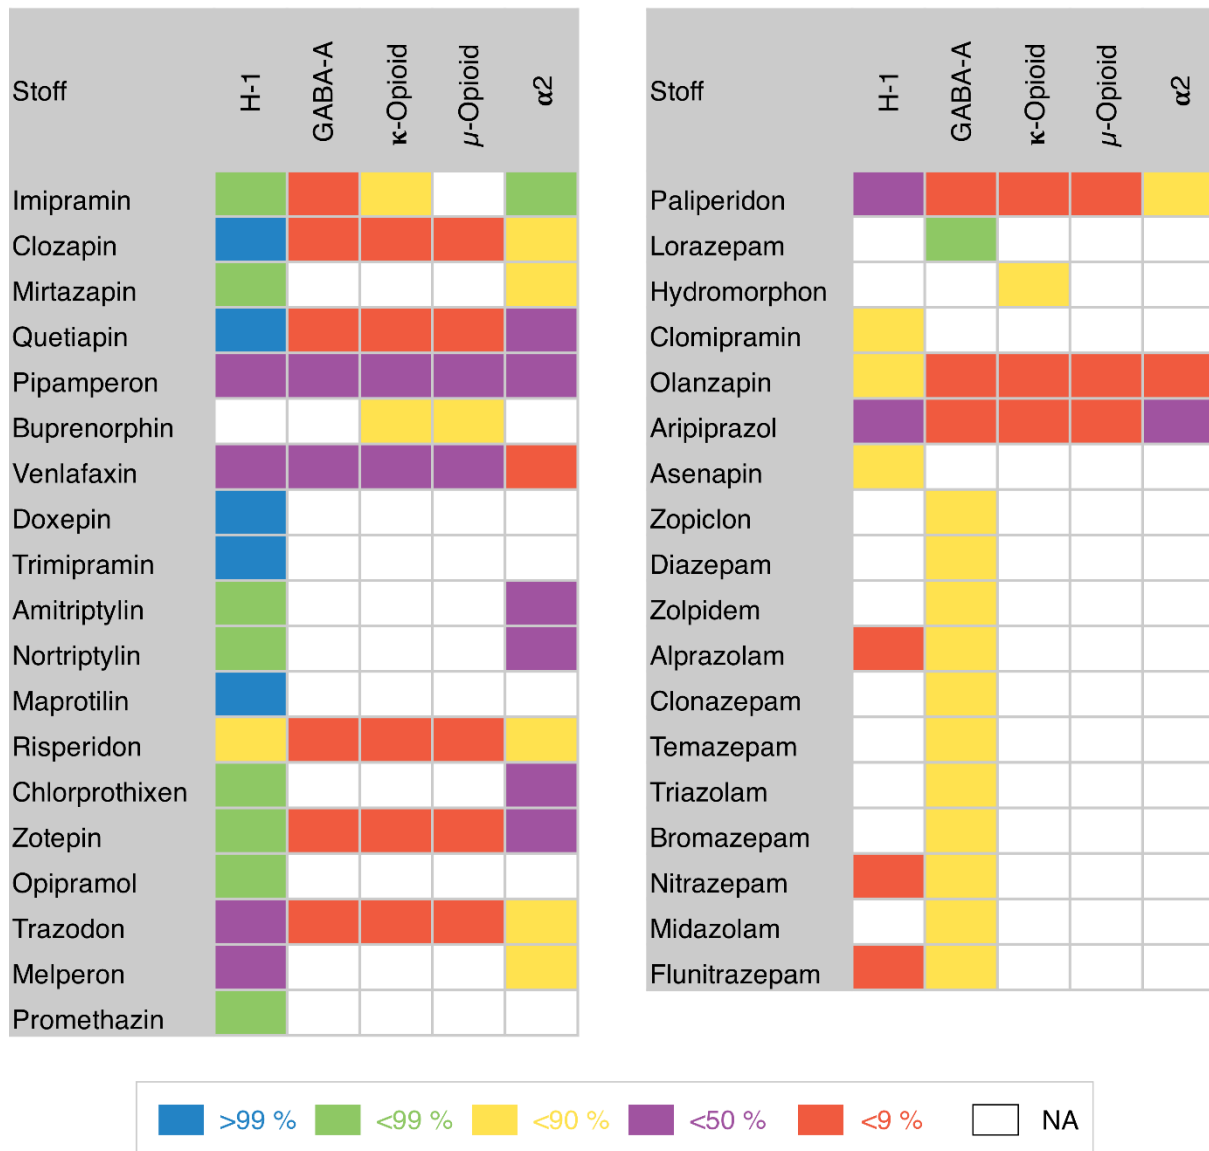 Stoff H-1 GABA-A κ-Opioid μ-Opioid α2
Imipramin
Clozapin
Mirtazapin
Quetiapin
Pipamperon
Buprenorphin
Venlafaxin
Doxepin
Trimipramin
Amitriptylin
Nortriptylin
Maprotilin
Risperidon
Chlorprothixen
Zotepin
Opipramol
Trazodon
Melperon
Promethazin
Stoff H-1 GABA-A κ-Opioid μ-Opioid α2
Paliperidon
Lorazepam
Hydromorphon
Clomipramin
Olanzapin
Aripiprazol
Asenapin
Zopiclon
Diazepam
Zolpidem
Alprazolam
Clonazepam
Temazepam
Triazolam
Bromazepam
Nitrazepam
Midazolam
Flunitrazepam
>99 % <99 % <90 % <50 % <9 % NA